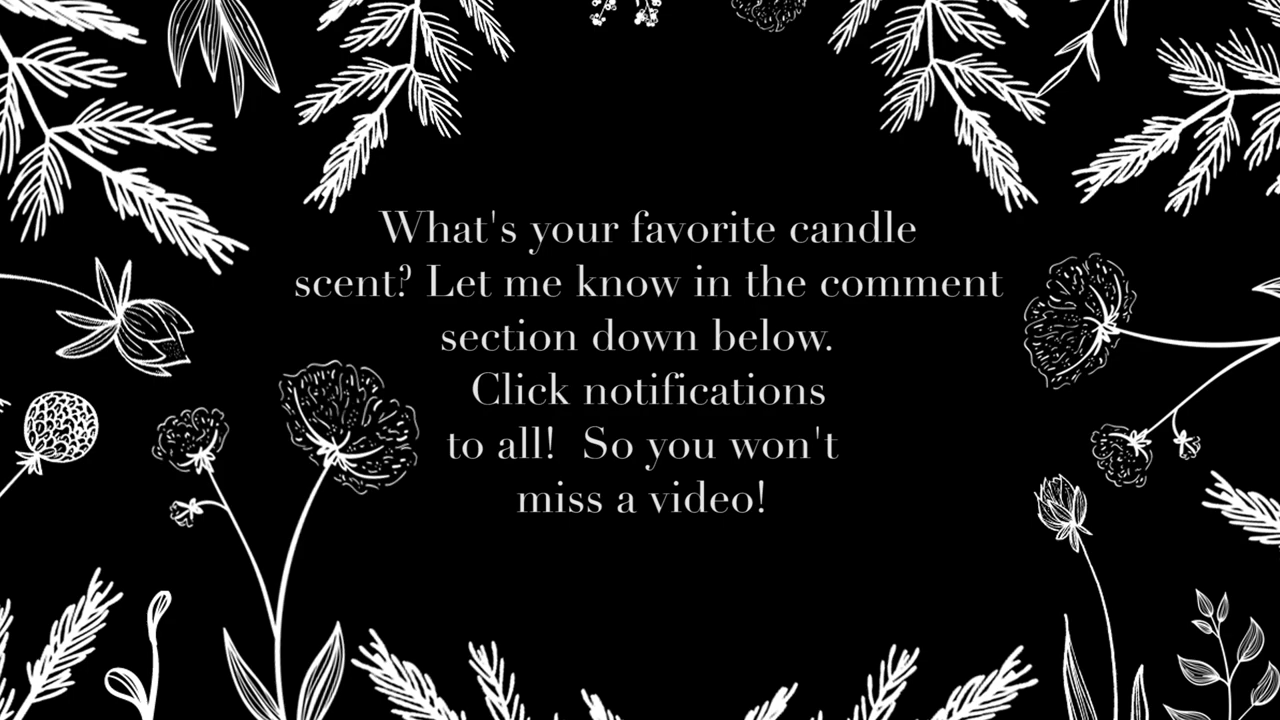 What's your favorite candle
scent? Let me know in the comment
section down below.
Click notifications
to all!  So you won't
miss a video!